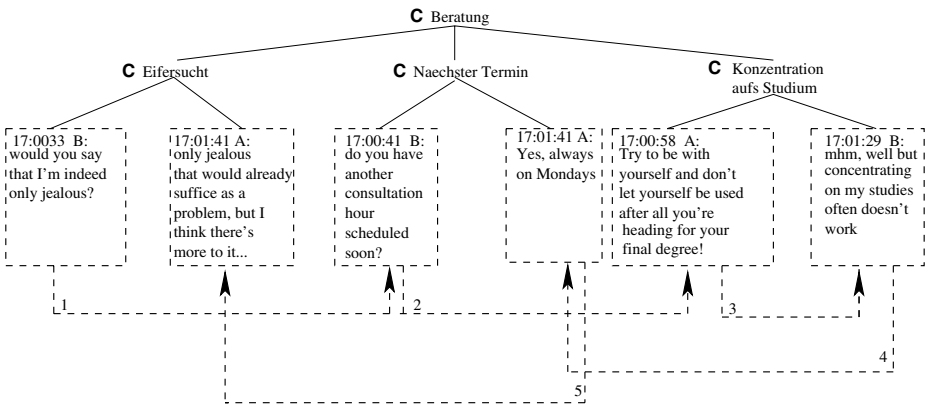 C Beratung
C Eifersucht
C Naechster Termin
C Konzentration
aufs Studium
17:0033 B:
would you say
that I'm indeed
only jealous?
17:01:41 A:
only jealous
that would already
suffice as a
problem, but I
think there's
more to it...
17:00:41 B:
do you have
another
consultation
hour
scheduled
soon?
17:01:41 A:
Yes, always
on Mondays
17:00:58 A:
Try to be with
yourself and don't
let yourself be used
after all you're
heading for your
final degree!
17:01:29 B:
mhm, well but
concentrating
on my studies
often doesn't
work
1
2
3
4
5